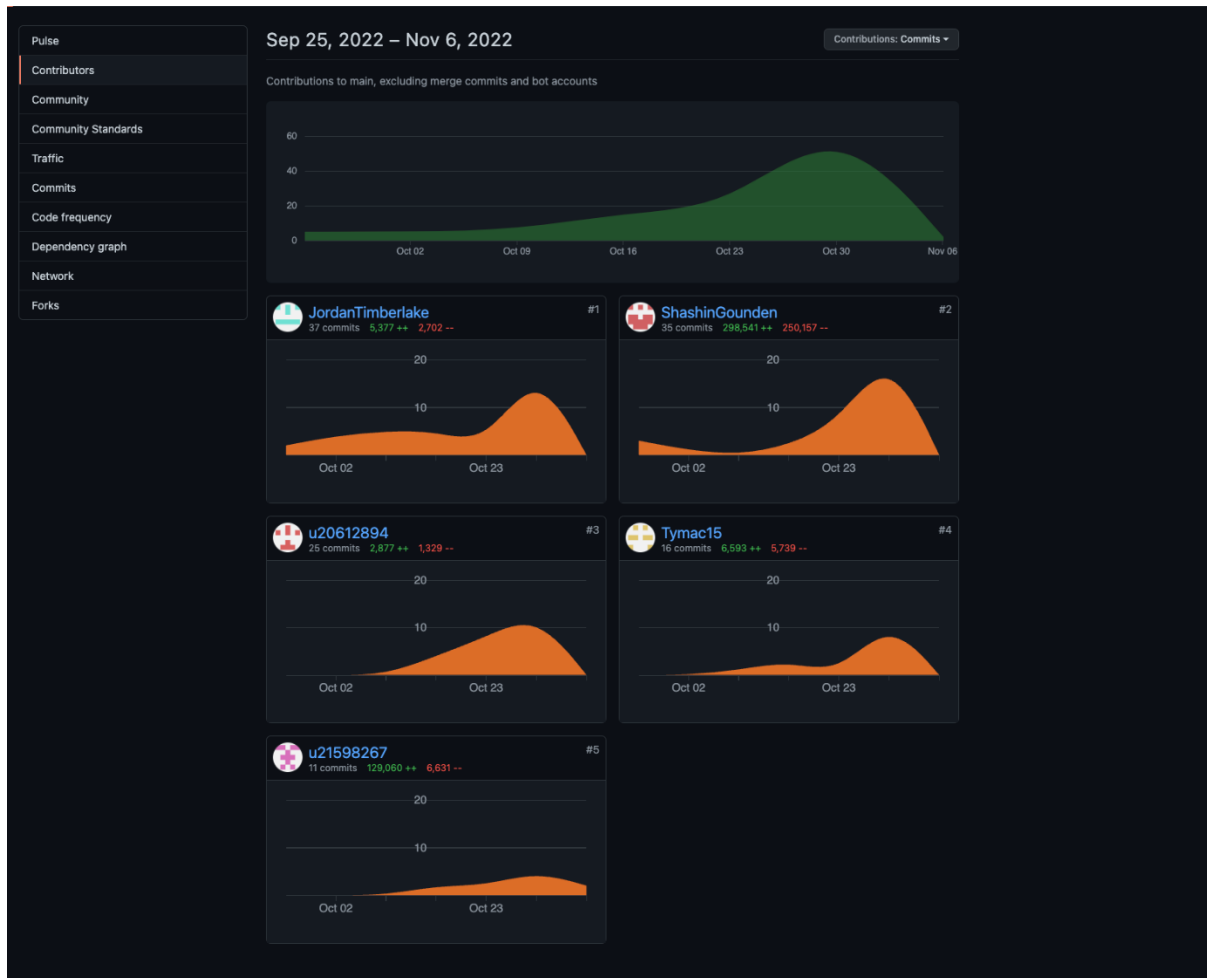 Pulse
Contributors
Community
Community Standards
Traffic
Commits
Code frequency
Dependency graph
Network
Forks
Sep 25, 2022 – Nov 6, 2022
Contributions: Commits
Contributions to main, excluding merge commits and bot accounts
60
40
20
0
Oct 02 Oct 09 Oct 16 Oct 23 Oct 30 Nov 06
JordanTimberlake #1
37 commits 5,377 ++ 2,702 --
20
10
Oct 02 Oct 23
ShashinGounden #2
35 commits 298,541 ++ 250,157 --
20
10
Oct 02 Oct 23
u20612894 #3
25 commits 2,877 ++ 1,329 --
20
10
Oct 02 Oct 23
Tymac15 #4
16 commits 6,593 ++ 5,739 --
20
10
Oct 02 Oct 23
u21598267 #5
11 commits 129,060 ++ 6,631 --
20
10
Oct 02 Oct 23